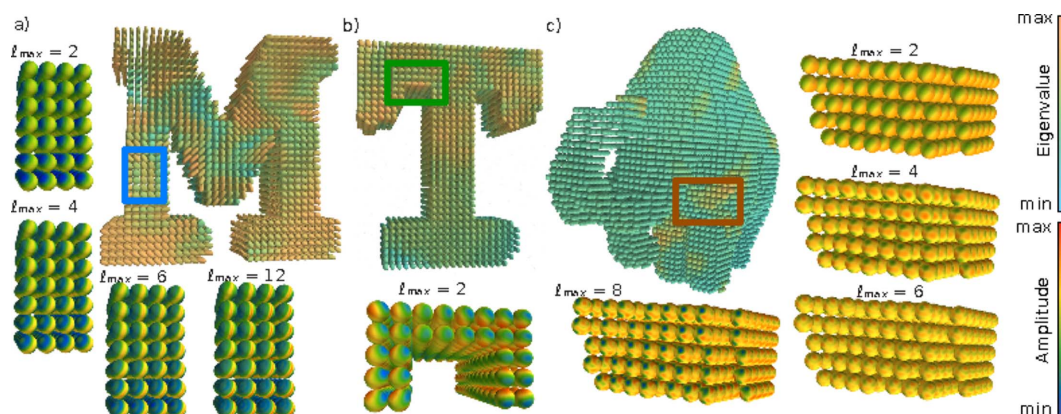 a)
ℓmax = 2
ℓmax = 4
ℓmax = 6
ℓmax = 12
b)
ℓmax = 2
c)
ℓmax = 8
ℓmax = 2
ℓmax = 4
ℓmax = 6
max
Eigenvalue
min
max
Amplitude
min